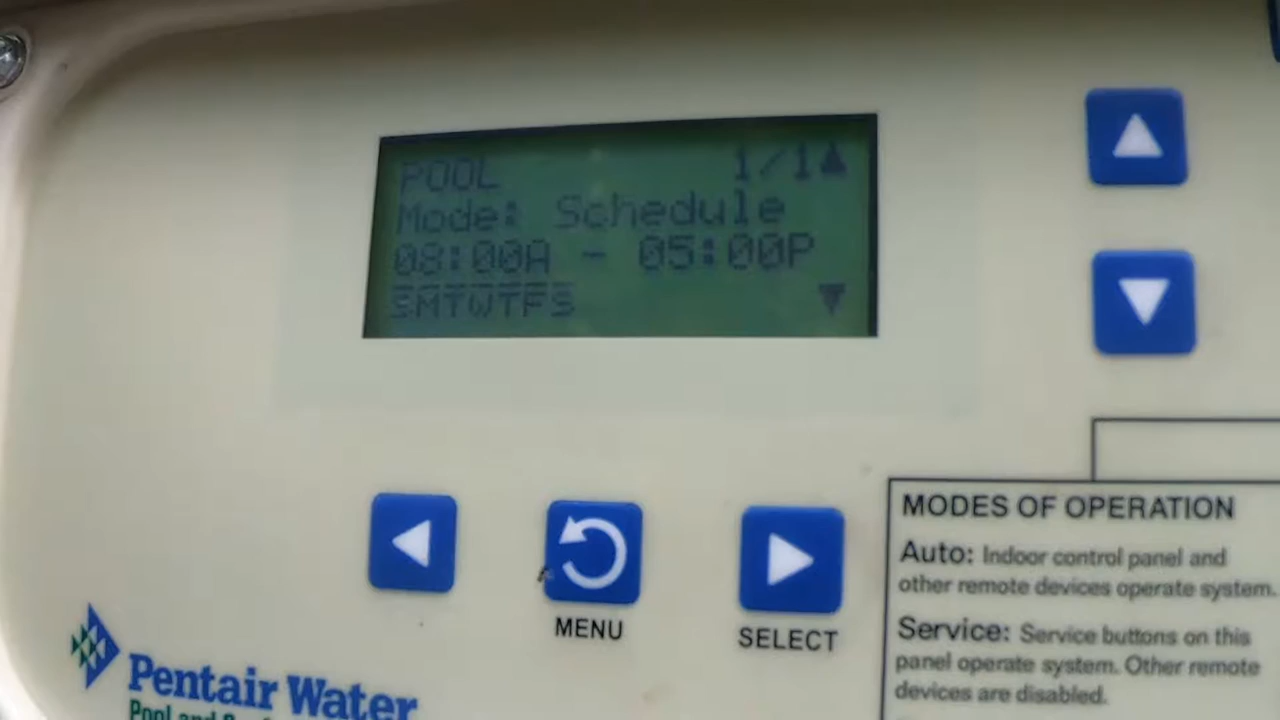 POOL 1/1▲
Mode: Schedule
08:00A - 05:00P
SMTWTFS ▼
MENU
SELECT
MODES OF OPERATION
Auto: Indoor control panel and
other remote devices operate system.
Service: Service buttons on this
panel operate system. Other remote
devices are disabled.
Pentair Water
Pool and